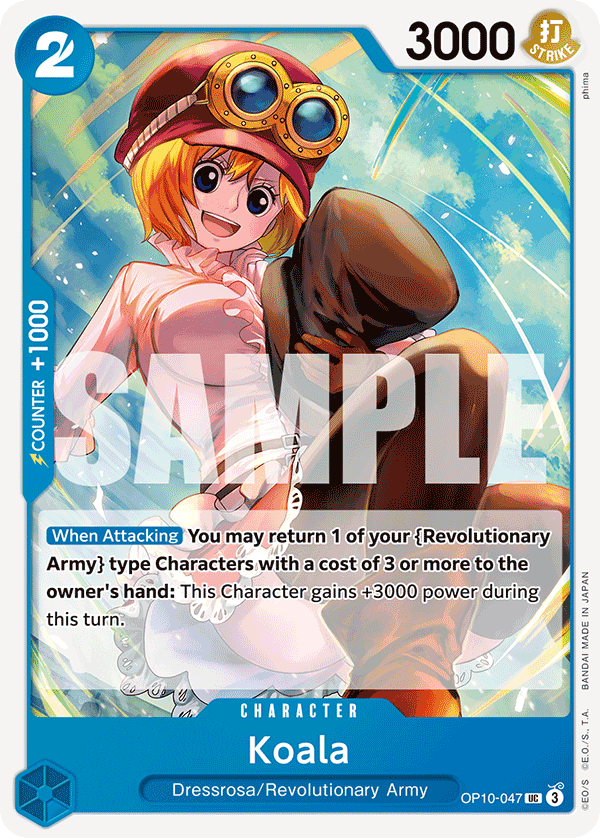 2
3000
打
STRIKE
phima
COUNTER +1000
SAMPLE
When Attacking You may return 1 of your {Revolutionary
Army} type Characters with a cost of 3 or more to the
owner's hand: This Character gains +3000 power during
this turn.
CHARACTER
Koala
Dressrosa/Revolutionary Army
OP10-047 UC 3
©E.O./S., T.A. BANDAI MADE IN JAPAN
©EO/S